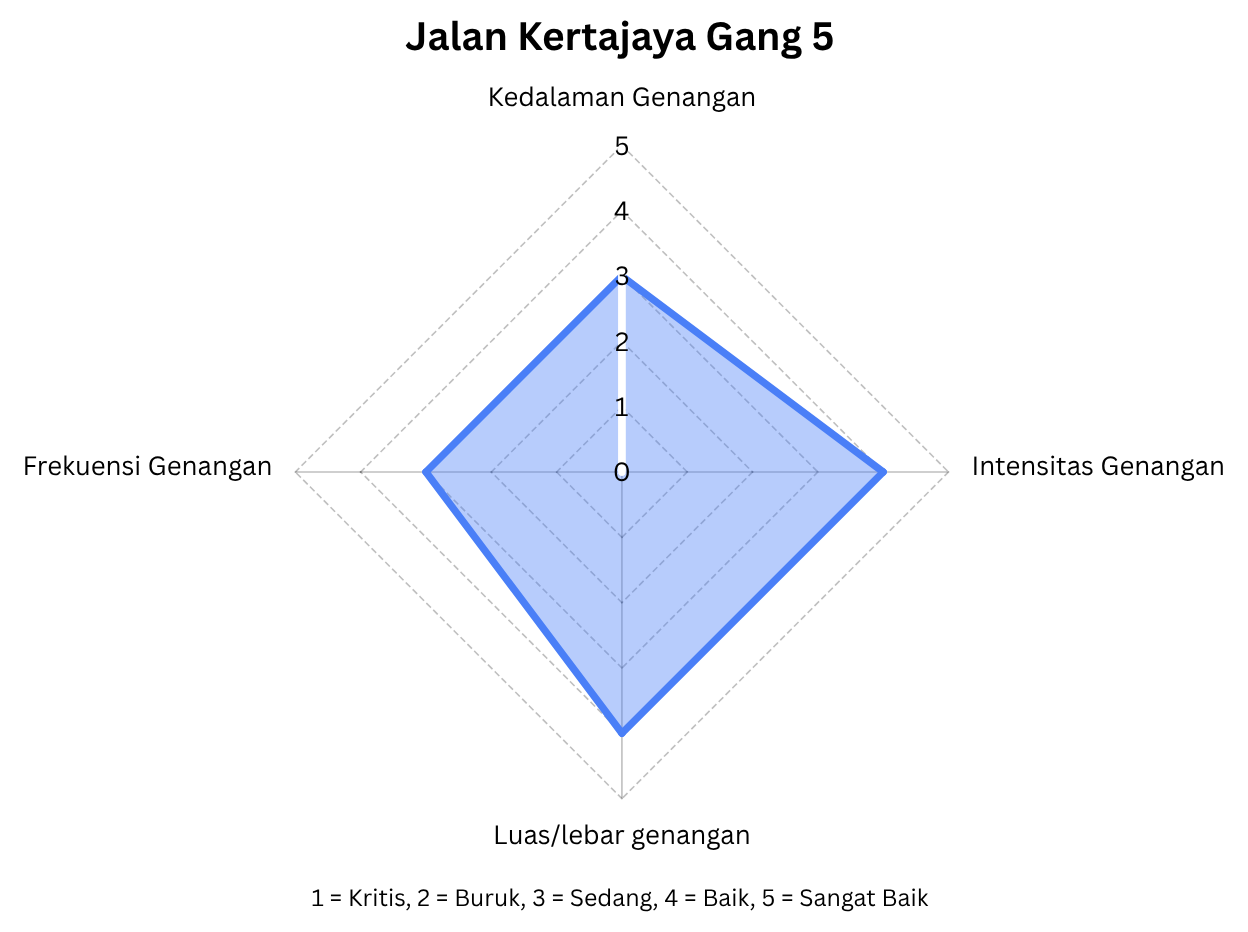 Jalan Kertajaya Gang 5
Kedalaman Genangan
5
4
3
2
1
0
Frekuensi Genangan
Intensitas Genangan
Luas/lebar genangan
1 = Kritis, 2 = Buruk, 3 = Sedang, 4 = Baik, 5 = Sangat Baik